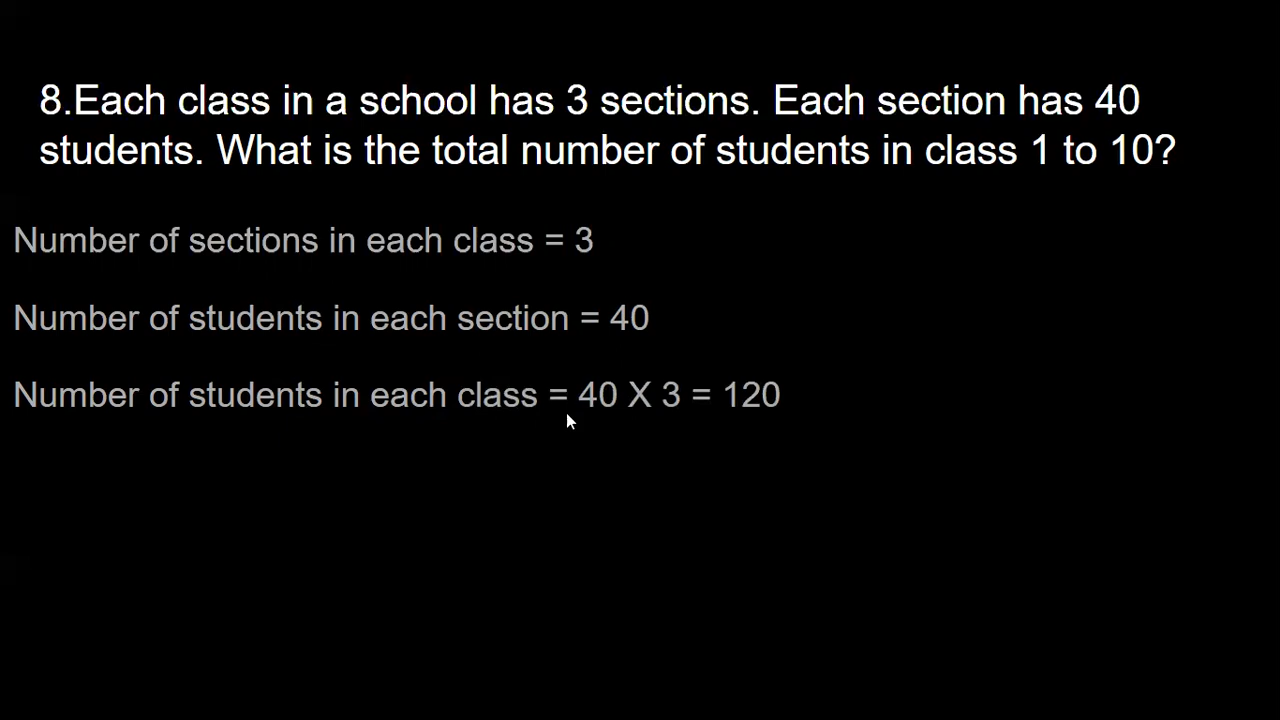 8.Each class in a school has 3 sections. Each section has 40
students. What is the total number of students in class 1 to 10?
Number of sections in each class = 3
Number of students in each section = 40
Number of students in each class = 40 X 3 = 120